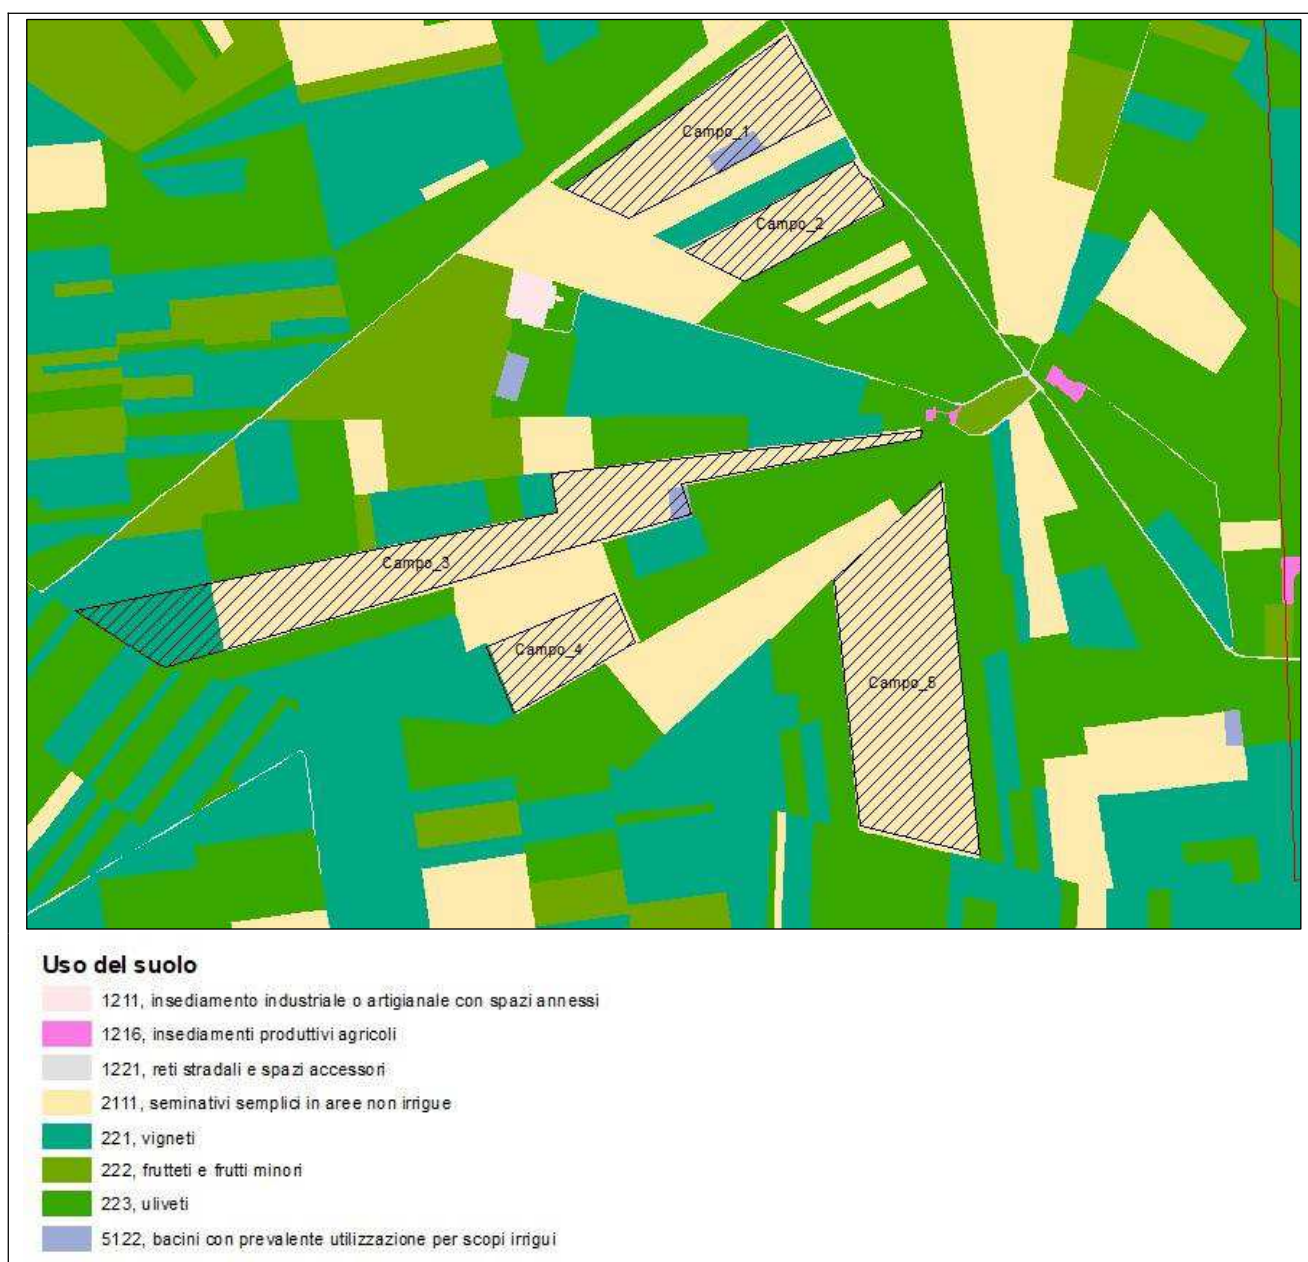 Campo_1
Campo_2
Campo_3
Campo_4
Campo_5
Uso del suolo
1211, insediamento industriale o artigianale con spazi annessi
1216, insediamenti produttivi agricoli
1221, reti stradali e spazi accessori
2111, seminativi semplici in aree non irrigue
221, vigneti
222, frutteti e frutti minori
223, uliveti
5122, bacini con prevalente utilizzazione per scopi irrigui